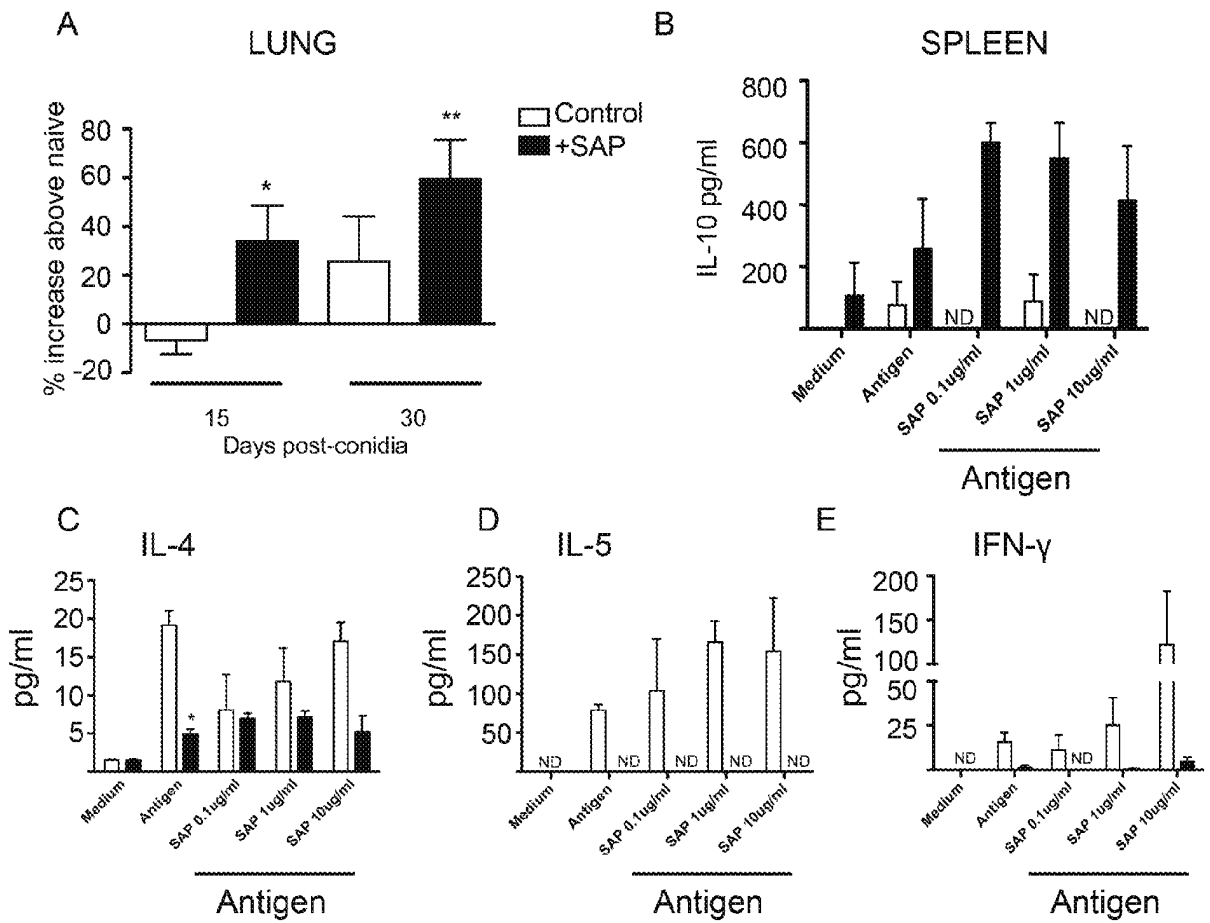 A
LUNG
% increase above naive
80
60
40
20
0
-20
*
**
15
30
Days post-conidia
Control
+SAP
B
SPLEEN
IL-10 pg/ml
800
600
400
200
ND
ND
Medium
Antigen
SAP 0.1ug/ml
SAP 1ug/ml
SAP 10ug/ml
Antigen
C
IL-4
pg/ml
25
20
15
10
5
*
Medium
Antigen
SAP 0.1ug/ml
SAP 1ug/ml
SAP 10ug/ml
Antigen
D
IL-5
pg/ml
250
200
150
100
50
ND
ND
ND
ND
ND
Medium
Antigen
SAP 0.1ug/ml
SAP 1ug/ml
SAP 10ug/ml
Antigen
E
IFN-γ
pg/ml
200
150
100
50
25
ND
ND
Medium
Antigen
SAP 0.1ug/ml
SAP 1ug/ml
SAP 10ug/ml
Antigen